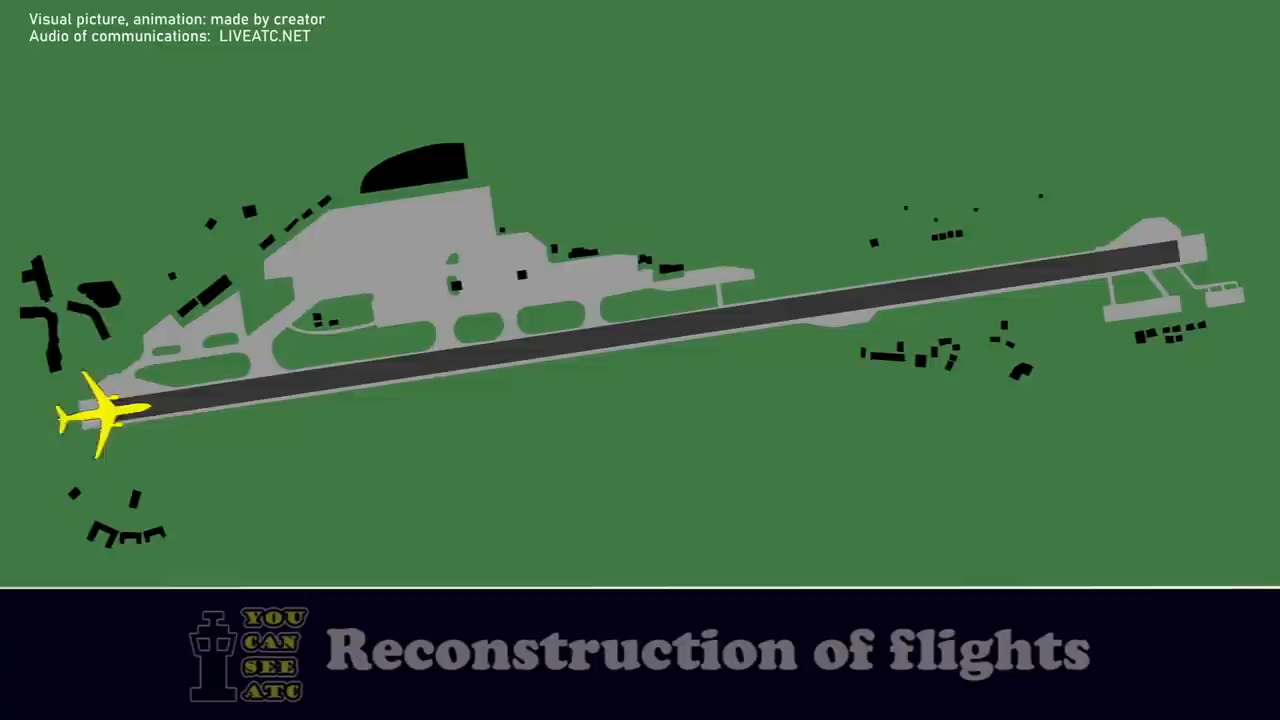 Visual picture, animation: made by creator
Audio of communications:  LIVEATC.NET
YOU
CAN
SEE
ATC
Reconstruction of flights